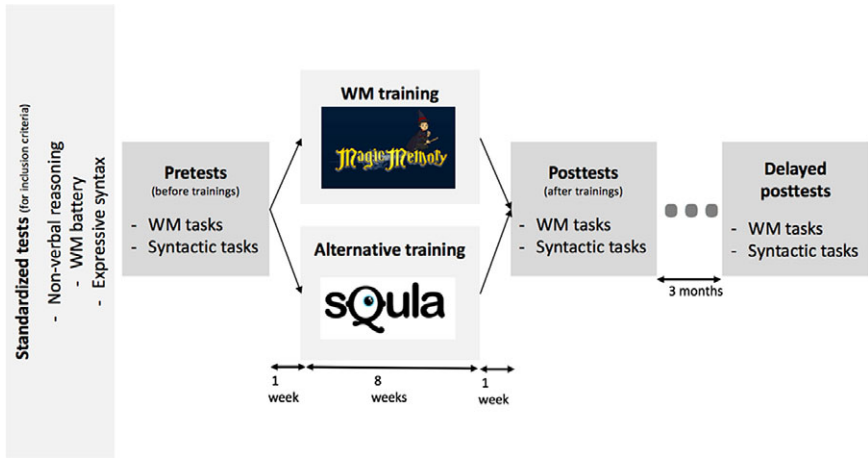 Standardized tests (for inclusion criteria)
- Non-verbal reasoning
- WM battery
- Expressive syntax
Pretests
(before trainings)
- WM tasks
- Syntactic tasks
WM training
Magic Memory
Alternative training
sQula
1
week
8
weeks
1
week
Posttests
(after trainings)
- WM tasks
- Syntactic tasks
3 months
Delayed
posttests
- WM tasks
- Syntactic tasks